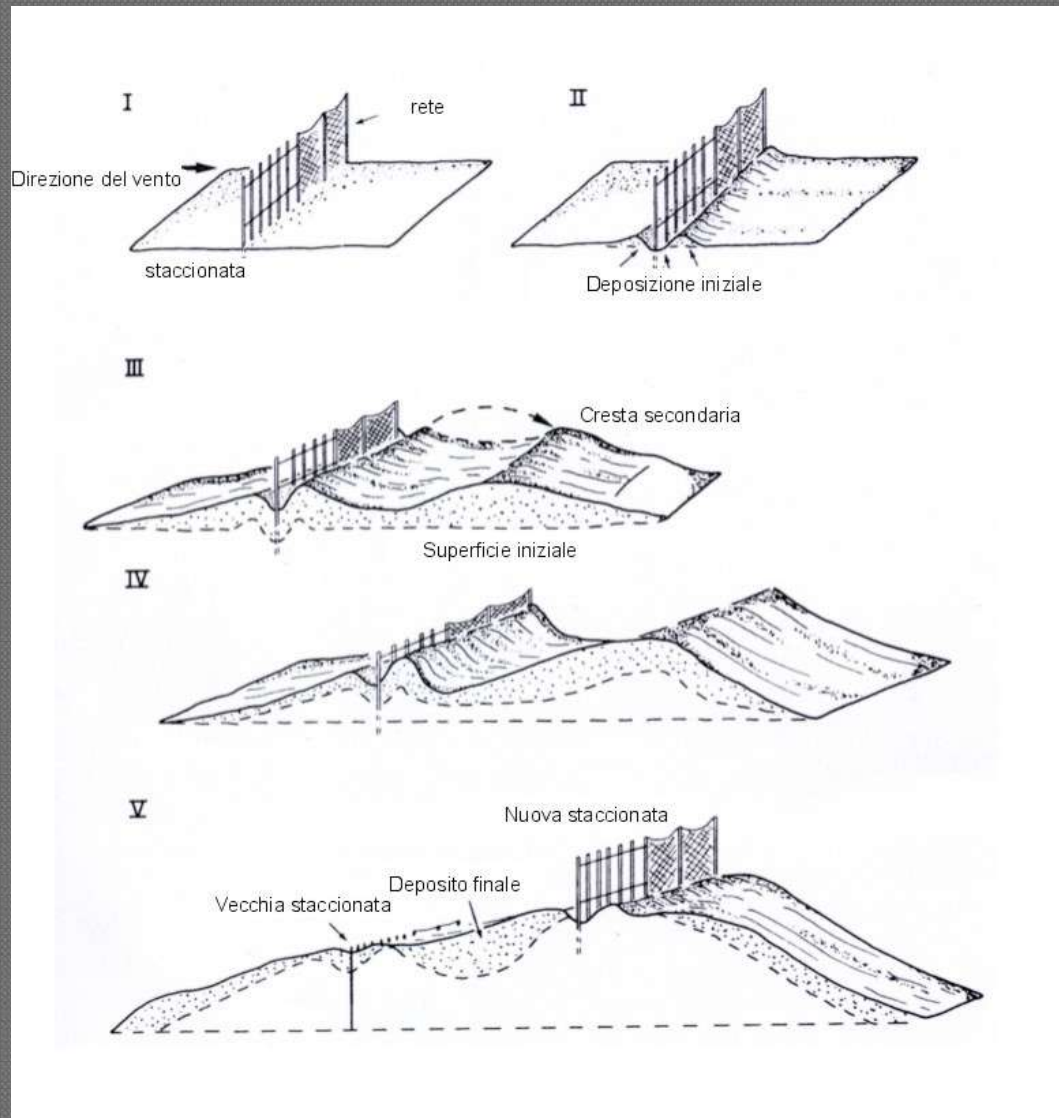 I
rete
Direzione del vento
staccionata
II
Deposizione iniziale
III
Cresta secondaria
Superficie iniziale
IV
V
Nuova staccionata
Deposito finale
Vecchia staccionata